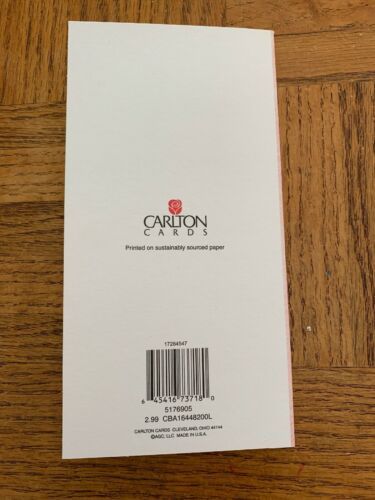 CARLTON
CARDS
Printed on sustainably sourced paper
17284547
6 45416 73718 0
5176905
2.99 CBA16448200L
CARLTON CARDS CLEVELAND, OHIO 44144
©AGC, LLC MADE IN U.S.A.